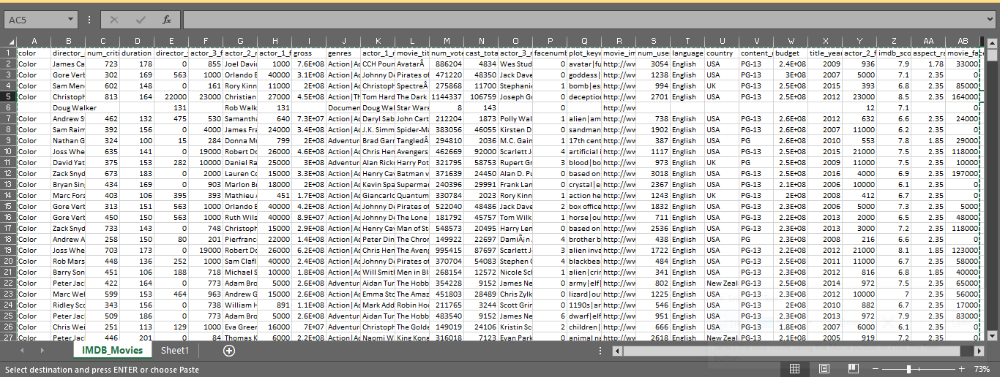 AC5 fx
A B C D E F G H I J K L M N O P Q R S T U V W X Y Z AA AB
1 color director_ num_criti duration director_ actor_3_f actor_2_r actor_1_f gross genres actor_1_r movie_tit num_vote cast_tota actor_3_r facenumb plot_keyw movie_im num_use language country content_ budget title_year actor_2_f imdb_sco aspect_ra movie_fa
2 Color James Ca 723 178 0 855 Joel Davi 1000 7.6E+08 Action|Ac CCH Poun AvatarÂ 886204 4834 Wes Stud 0 avatar|fu http://ww 3054 English USA PG-13 2.4E+08 2009 936 7.9 1.78 33000
3 Color Gore Verb 302 169 563 1000 Orlando B 40000 3.1E+08 Action|Ac Johnny De Pirates of 471220 48350 Jack Dave 0 goddess| http://ww 1238 English USA PG-13 3E+08 2007 5000 7.1 2.35 0
4 Color Sam Men 602 148 0 161 Rory Kinn 11000 2E+08 Action|Ac Christoph SpectreÂ 275868 11700 Stephanie 1 bomb|es http://ww 994 English UK PG-13 2.5E+08 2015 393 6.8 2.35 85000
5 Color Christoph 813 164 22000 23000 Christian 27000 4.5E+08 Action|Th Tom Hard The Dark 1144337 106759 Joseph Go 0 deception http://ww 2701 English USA PG-13 2.5E+08 2012 23000 8.5 2.35 164000
6 Doug Walker 131 Rob Walk 131 Documen Doug Wal Star Wars 8 143 0 http://ww 12 7.1 0
7 Color Andrew S 462 132 475 530 Samantha 640 7.3E+07 Action|Ac Daryl Sab John Cart 212204 1873 Polly Wal 1 alien|am http://ww 738 English USA PG-13 2.6E+08 2012 632 6.6 2.35 24000
8 Color Sam Raim 392 156 0 4000 James Fra 24000 3.4E+08 Action|Ac J.K. Simm Spider-Ma 383056 46055 Kirsten Du 0 sandman http://ww 1902 English USA PG-13 2.6E+08 2007 11000 6.2 2.35 0
9 Color Nathan G 324 100 15 284 Donna M 799 2E+08 Adventur Brad Garr TangledÂ 294810 2036 M.C. Gain 1 17th cent http://ww 387 English USA PG 2.6E+08 2010 553 7.8 1.85 29000
10 Color Joss Whe 635 141 0 19000 Robert Do 26000 4.6E+08 Action|Ac Chris Hem Avengers 462669 92000 Scarlett J 4 artificial i http://ww 1117 English USA PG-13 2.5E+08 2015 21000 7.5 2.35 118000
11 Color David Yat 375 153 282 10000 Daniel Ra 25000 3E+08 Adventur Alan Rick Harry Pot 321795 58753 Rupert Gr 3 blood|bo http://ww 973 English UK PG 2.5E+08 2009 11000 7.5 2.35 10000
12 Color Zack Snyd 673 183 0 2000 Lauren Co 15000 3.3E+08 Action|Ac Henry Cav Batman v 371639 24450 Alan D. Pu 0 based on http://ww 3018 English USA PG-13 2.5E+08 2016 4000 6.9 2.35 197000
13 Color Bryan Sin 434 169 0 903 Marlon Br 18000 2E+08 Action|Ac Kevin Spa Superman 240396 29991 Frank Lan 0 crystal|e http://ww 2367 English USA PG-13 2.1E+08 2006 10000 6.1 2.35 0
14 Color Marc Fors 403 106 395 393 Mathieu A 451 1.7E+08 Action|Ac Giancarlo Quantum 330784 2023 Rory Kinn 1 action he http://ww 1243 English UK PG-13 2E+08 2008 412 6.7 2.35 0
15 Color Gore Verb 313 151 563 1000 Orlando B 40000 4.2E+08 Action|Ac Johnny De Pirates of 522040 48486 Jack Dave 2 box office http://ww 1832 English USA PG-13 2.3E+08 2006 5000 7.3 2.35 5000
16 Color Gore Verb 450 150 563 1000 Ruth Wils 40000 8.9E+07 Action|Ac Johnny De The Lone 181792 45757 Tom Wilk 1 horse|ou http://ww 711 English USA PG-13 2.2E+08 2013 2000 6.5 2.35 48000
17 Color Zack Snyd 733 143 0 748 Christoph 15000 2.9E+08 Action|Ac Henry Cav Man of St 548573 20495 Harry Len 0 based on http://ww 2536 English USA PG-13 2.3E+08 2013 3000 7.2 2.35 118000
18 Color Andrew A 258 150 80 201 Pierfranc 22000 1.4E+08 Action|Ac Peter Din The Chron 149922 22697 DamiÃ¡n 4 brother b http://ww 438 English USA PG 2.3E+08 2008 216 6.6 2.35 0
19 Color Joss Whe 703 173 0 19000 Robert Do 26000 6.2E+08 Action|Ac Chris Hem The Aveng 995415 87697 Scarlett J 3 alien inva http://ww 1722 English USA PG-13 2.2E+08 2012 21000 8.1 1.85 123000
20 Color Rob Mars 448 136 252 1000 Sam Clafl 40000 2.4E+08 Action|Ac Johnny De Pirates of 370704 54083 Stephen G 4 blackbea http://ww 484 English USA PG-13 2.5E+08 2011 11000 6.7 2.35 58000
21 Color Barry Son 451 106 188 718 Michael S 10000 1.8E+08 Action|Ac Will Smith Men in Bl 268154 12572 Nicole Sch 1 alien|crin http://ww 341 English USA PG-13 2.3E+08 2012 816 6.8 1.85 40000
22 Color Peter Jac 422 164 0 773 Adam Bro 5000 2.6E+08 Adventur Aidan Tur The Hobb 354228 9152 James Ne 0 army|elf| http://ww 802 English New Zeal PG-13 2.5E+08 2014 972 7.5 2.35 65000
23 Color Marc Wel 599 153 464 963 Andrew G 15000 2.6E+08 Action|Ac Emma Sto The Amaz 451803 28489 Chris Zylk 0 lizard|out http://ww 1225 English USA PG-13 2.3E+08 2012 10000 7 2.35 56000
24 Color Ridley Sco 343 156 0 738 William H 891 1.1E+08 Action|Ac Mark Add Robin Hoo 211765 3244 Scott Grin 0 1190s|ar http://ww 546 English USA PG-13 2E+08 2010 882 6.7 2.35 17000
25 Color Peter Jac 509 186 0 773 Adam Bro 5000 2.6E+08 Adventur Aidan Tur The Hobb 483540 9152 James Ne 6 dwarf|elf http://ww 951 English New Zeal PG-13 2.3E+08 2013 972 7.9 2.35 83000
26 Color Chris Wei 251 113 129 1000 Eva Green 16000 7E+07 Adventur Christoph The Golde 149019 24106 Kristin Sc 2 children| http://ww 666 English USA PG-13 1.8E+08 2007 6000 6.1 2.35 0
27 Color Peter Jac 446 201 0 84 Thomas K 6000 2.2E+08 Action|Ac Naomi W King Kong 316018 7123 Evan Park 0 animal na http://ww 2618 English New Zeal PG-13 2.1E+08 2005 919 7.2 2.35 0
IMDB_Movies Sheet1
Select destination and press ENTER or choose Paste 73%